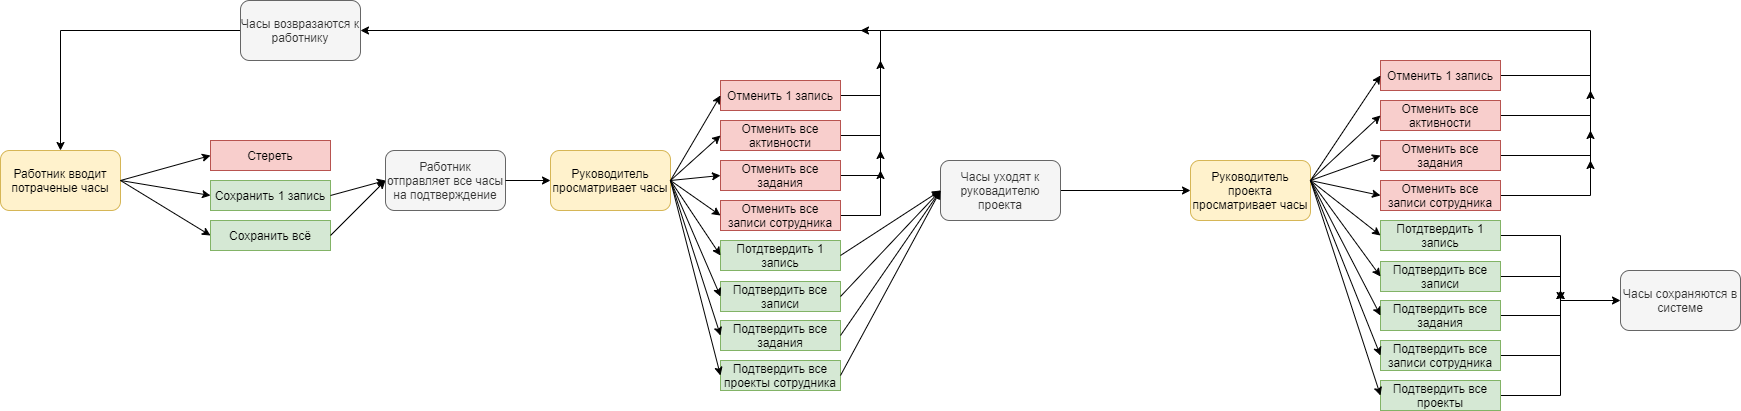 Часы возвразаются к
работнику
Работник вводит
потраченые часы
Стереть
Сохранить 1 запись
Сохранить всё
Работник
отправляет все часы
на подтверждение
Руководитель
просматривает часы
Отменить 1 запись
Отменить все
активности
Отменить все
задания
Отменить все
записи сотрудника
Потдтвердить 1
запись
Подтвердить все
записи
Подтвердить все
задания
Подтвердить все
проекты сотрудника
Часы уходят к
руковадителю
проекта
Руководитель
проекта
просматривает часы
Отменить 1 запись
Отменить все
активности
Отменить все
задания
Отменить все
записи сотрудника
Потдтвердить 1
запись
Подтвердить все
записи
Подтвердить все
задания
Подтвердить все
записи сотрудника
Подтвердить все
проекты
Часы сохраняются в
системе